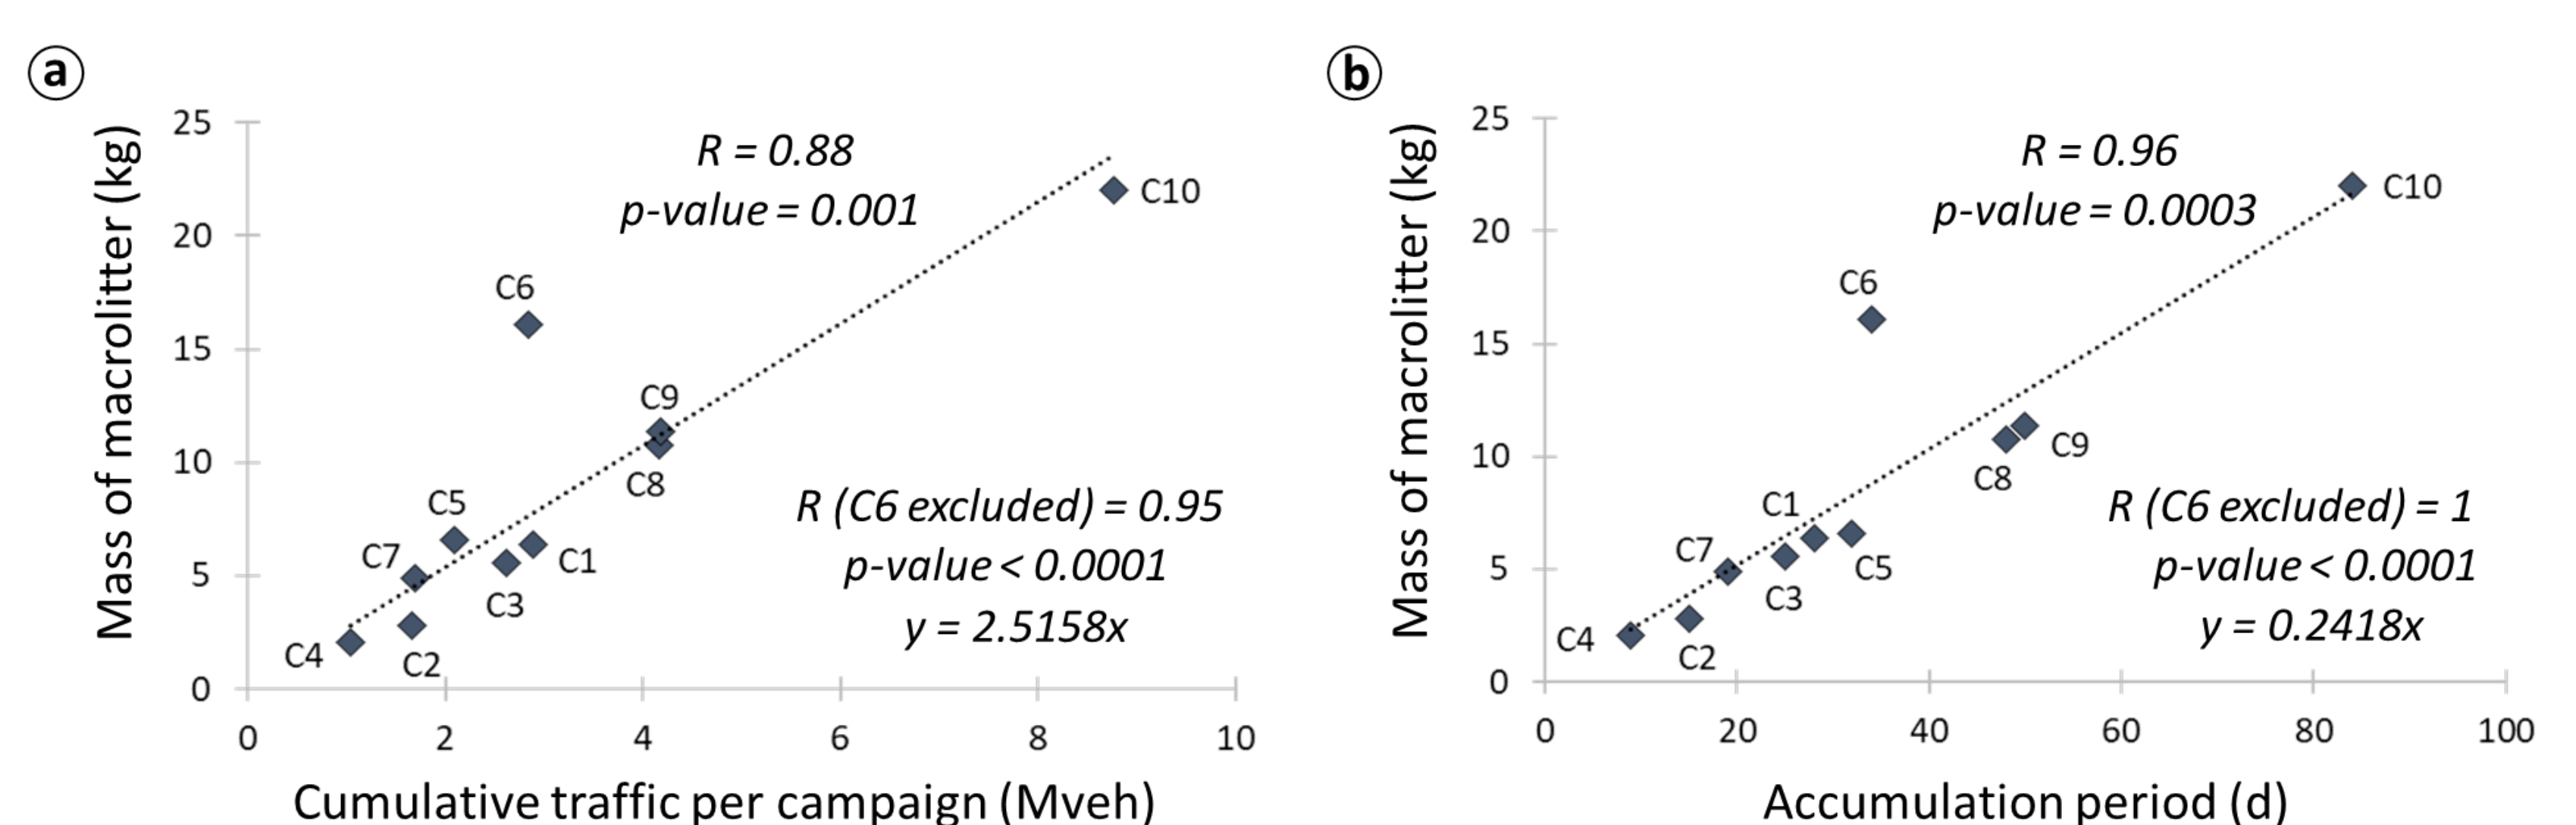 a
25
20
15
10
5
0
Mass of macrolitter (kg)
R = 0.88
p-value = 0.001
C10
C6
C9
C8
C5
C7
C1
C3
C4
C2
R (C6 excluded) = 0.95
p-value < 0.0001
y = 2.5158x
0 2 4 6 8 10
Cumulative traffic per campaign (Mveh)
b
25
20
15
10
5
0
Mass of macrolitter (kg)
R = 0.96
p-value = 0.0003
C10
C6
C9
C8
C1
C7
C5
C3
C4
C2
R (C6 excluded) = 1
p-value < 0.0001
y = 0.2418x
0 20 40 60 80 100
Accumulation period (d)